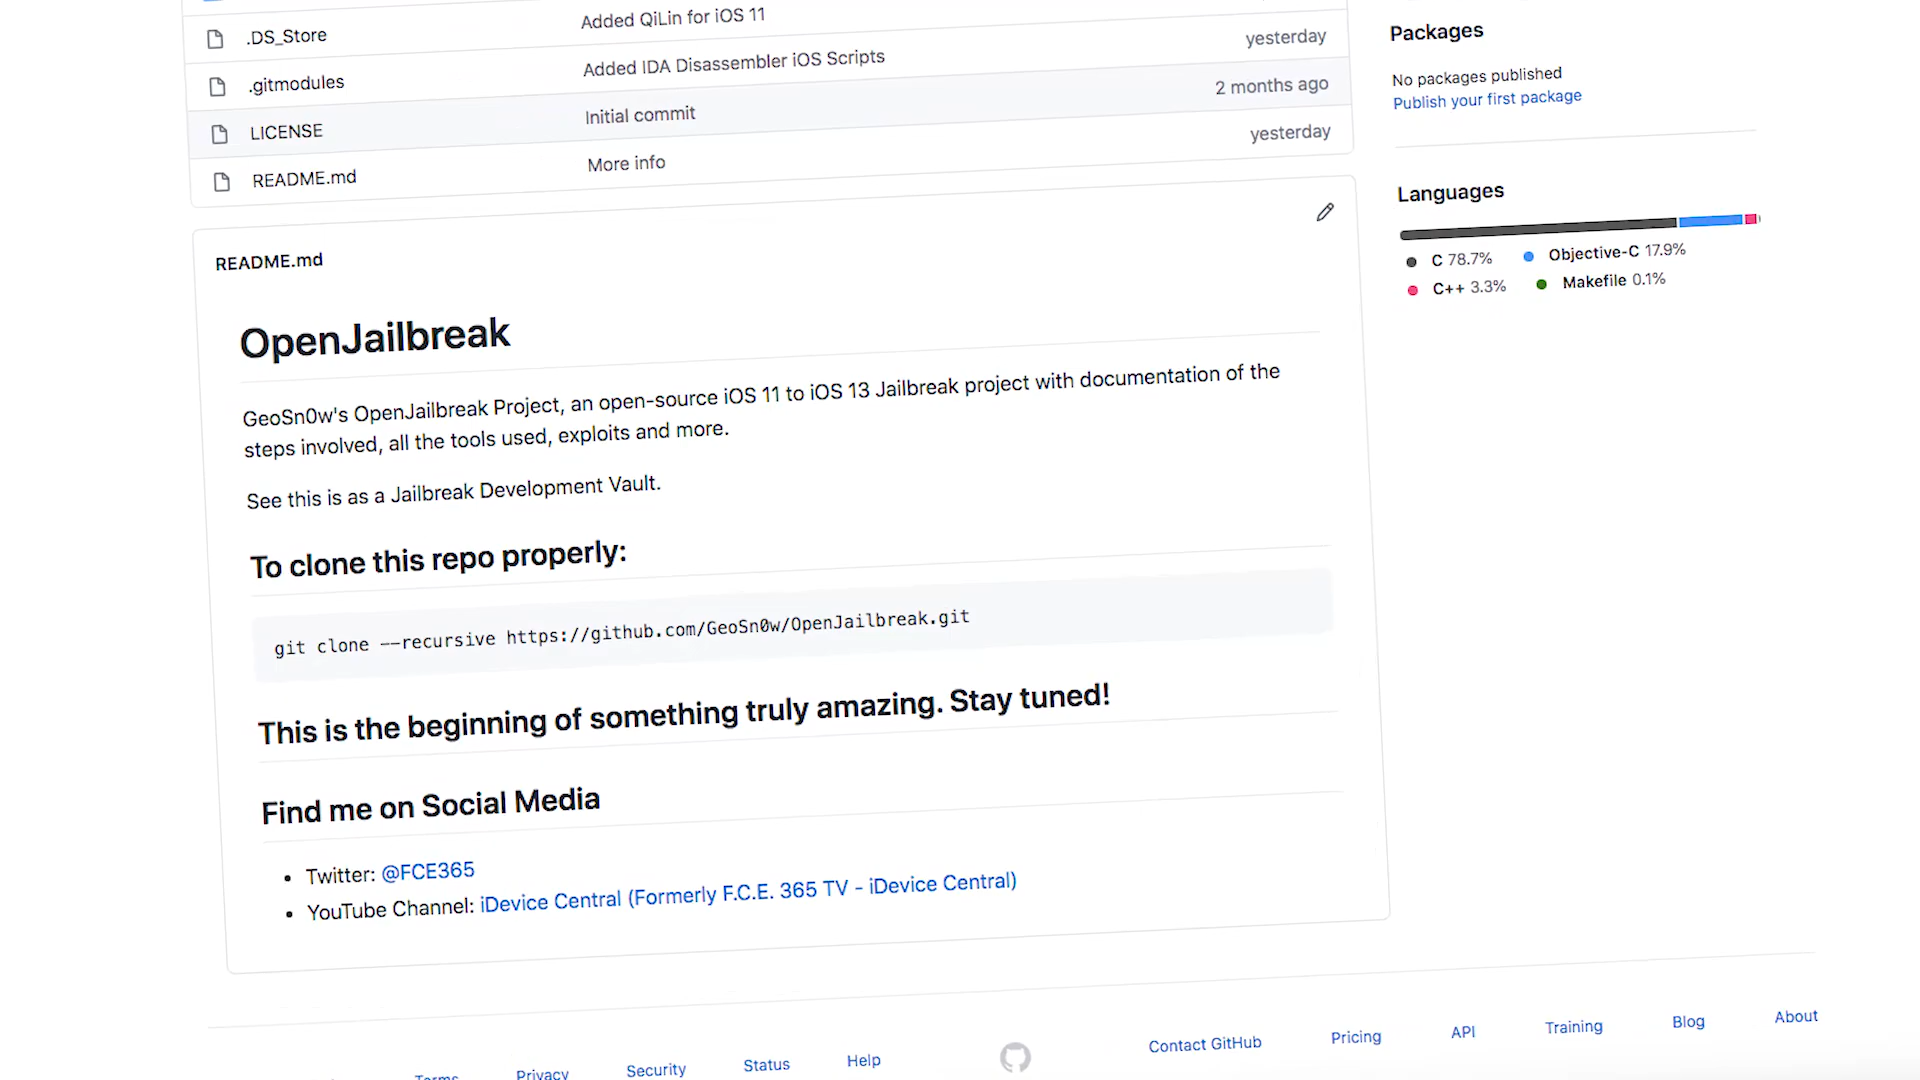 .DS_Store Added QiLin for iOS 11
.gitmodules Added IDA Disassembler iOS Scripts yesterday
LICENSE Initial commit 2 months ago
README.md More info yesterday
README.md
OpenJailbreak
GeoSn0w's OpenJailbreak Project, an open-source iOS 11 to iOS 13 Jailbreak project with documentation of the
steps involved, all the tools used, exploits and more.
See this is as a Jailbreak Development Vault.
To clone this repo properly:
git clone --recursive https://github.com/GeoSn0w/OpenJailbreak.git
This is the beginning of something truly amazing. Stay tuned!
Find me on Social Media
• Twitter: @FCE365
• YouTube Channel: iDevice Central (Formerly F.C.E. 365 TV - iDevice Central)
Packages
No packages published
Publish your first package
Languages
C 78.7% Objective-C 17.9%
C++ 3.3% Makefile 0.1%
Terms Privacy Security Status Help Contact GitHub Pricing API Training Blog About